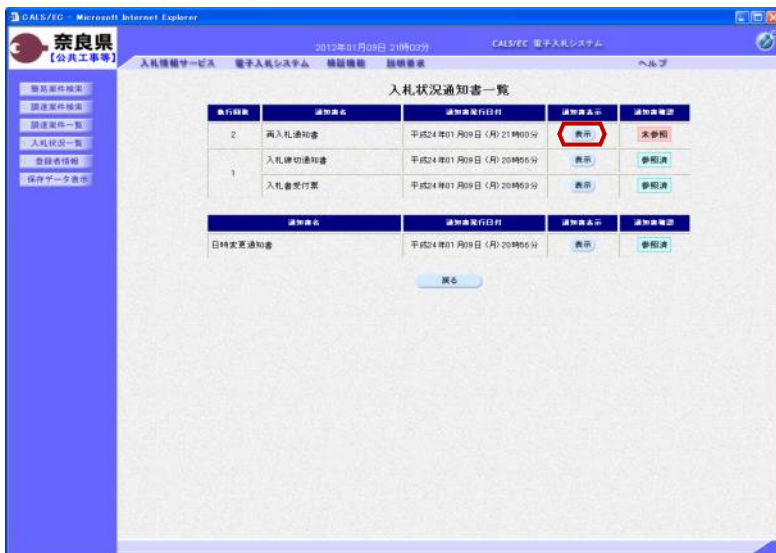 CALS/EC - Microsoft Internet Explorer
奈良県
【公共工事等】
2012年01月09日 21時03分
CALS/EC 電子入札システム
入札情報サービス 電子入札システム 検証機能 説明要求 ヘルプ
簡易案件検索
調達案件検索
調達案件一覧
入札状況一覧
登録者情報
保存データ表示
入札状況通知書一覧
執行回数 通知書名 通知書発行日付 通知書表示 通知書確認
2 再入札通知書 平成24年01月09日（月）21時00分 表示 未参照
1 入札締切通知書 平成24年01月09日（月）20時56分 表示 参照済
入札書受付票 平成24年01月09日（月）20時53分 表示 参照済
通知書名 通知書発行日付 通知書表示 通知書確認
日時変更通知書 平成24年01月09日（月）20時56分 表示 参照済
戻る